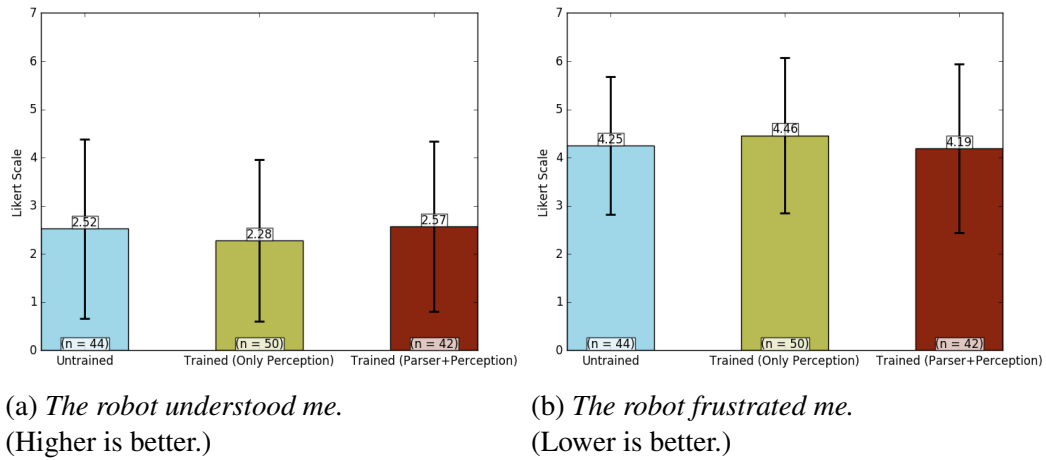 7
6
5
4
3
2
1
0
Likert Scale
2.52
2.28
2.57
(n = 44)
(n = 50)
(n = 42)
Untrained
Trained (Only Perception)
Trained (Parser+Perception)
(a) The robot understood me.
(Higher is better.)
7
6
5
4
3
2
1
0
Likert Scale
4.25
4.46
4.19
(n = 44)
(n = 50)
(n = 42)
Untrained
Trained (Only Perception)
Trained (Parser+Perception)
(b) The robot frustrated me.
(Lower is better.)